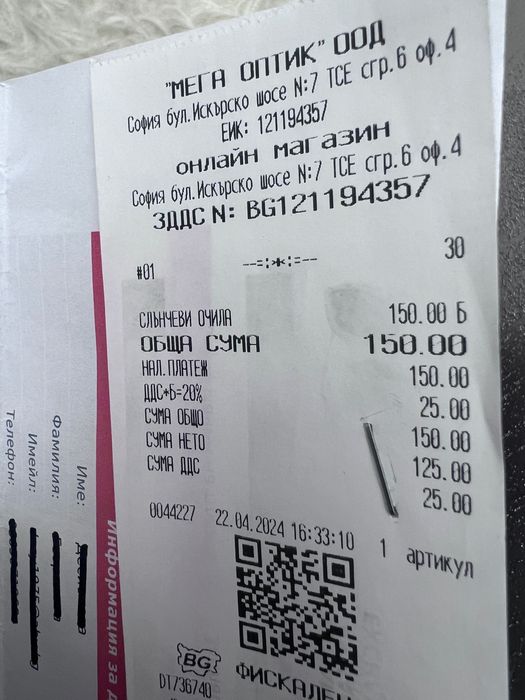 "МЕГА ОПТИК" ООД
София бул.Искърско шосе N:7 ТСЕ сгр.6 оф.4
ЕИК: 121194357
онлайн магазин
София бул.Искърско шосе N:7 ТСЕ сгр.6 оф.4
ЗДДС N: BG121194357
#01 --=:*:=-- 30
СЛЪНЧЕВИ ОЧИЛА 150.00 Б
ОБЩА СУМА 150.00
НАЛ.ПЛАТЕЖ 150.00
ДДС+Б=20% 25.00
СУМА ОБЩО 150.00
СУМА НЕТО 125.00
СУМА ДДС 25.00
0044227 22.04.2024 16:33:10 1 артикул
BG
DT736740
Информация за
Име:
Фамилия:
Имейл:
Телефон: